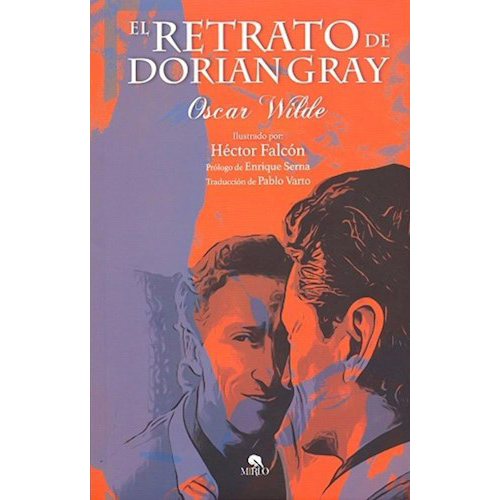 EL RETRATO DE
DORIAN GRAY
Oscar Wilde
Ilustrado por:
Héctor Falcón
Prólogo de Enrique Serna
Traducción de Pablo Varto
MIRLO